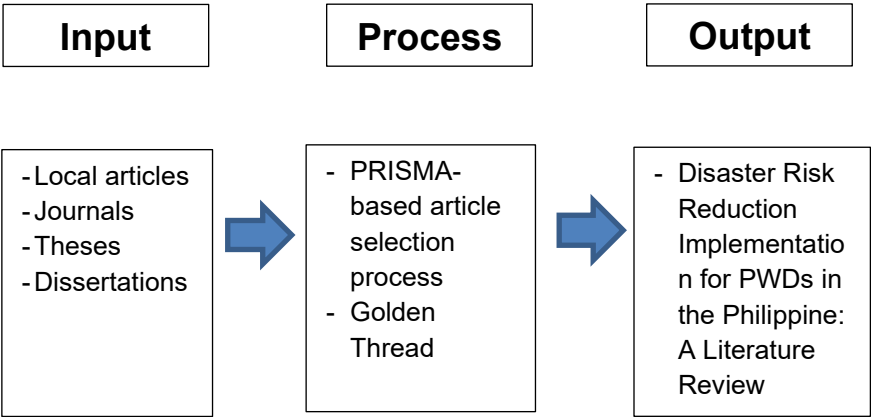 Input
Process
Output
-Local articles
-Journals
-Theses
-Dissertations
- PRISMA-
based article
selection
process
- Golden
Thread
- Disaster Risk
Reduction
Implementatio
n for PWDs in
the Philippine:
A Literature
Review